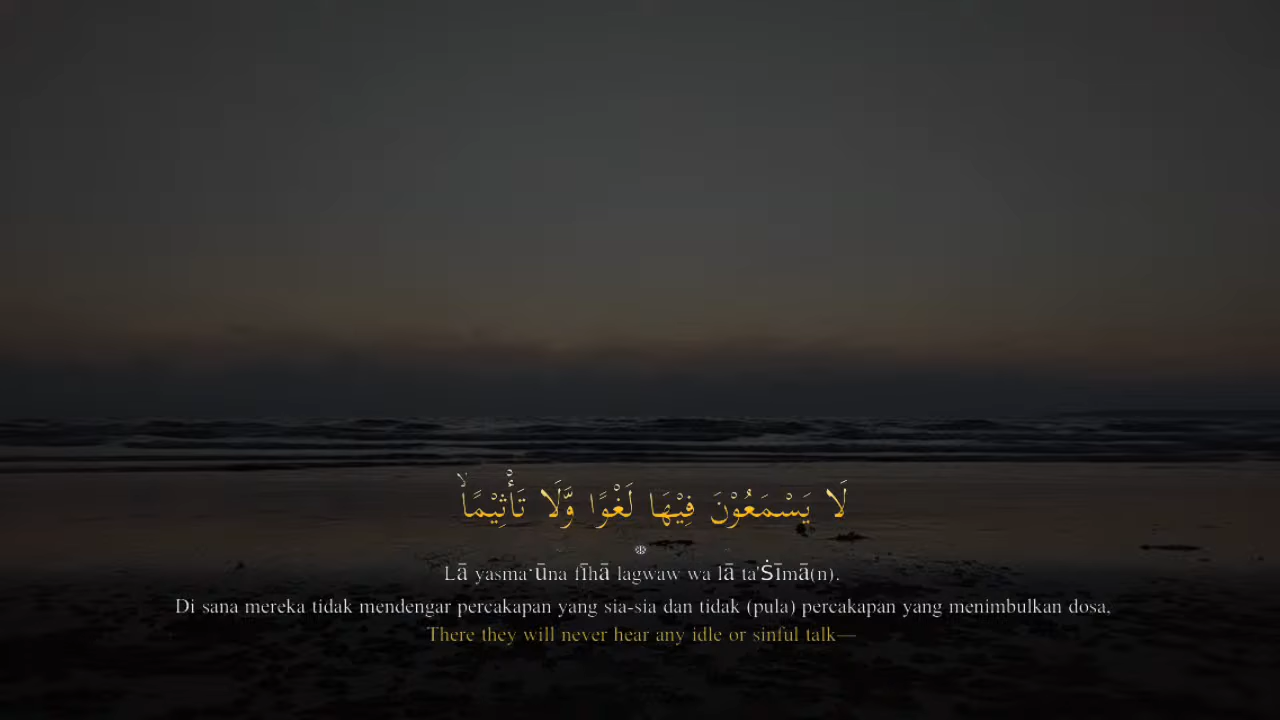 لَا يَسْمَعُوْنَ فِيْهَا لَغْوًا وَّلَا تَأْثِيْمًاۙ
Lā yasma‘ūna fīhā lagwaw wa lā ta'Ṡīmā(n).
Di sana mereka tidak mendengar percakapan yang sia-sia dan tidak (pula) percakapan yang menimbulkan dosa,
There they will never hear any idle or sinful talk—